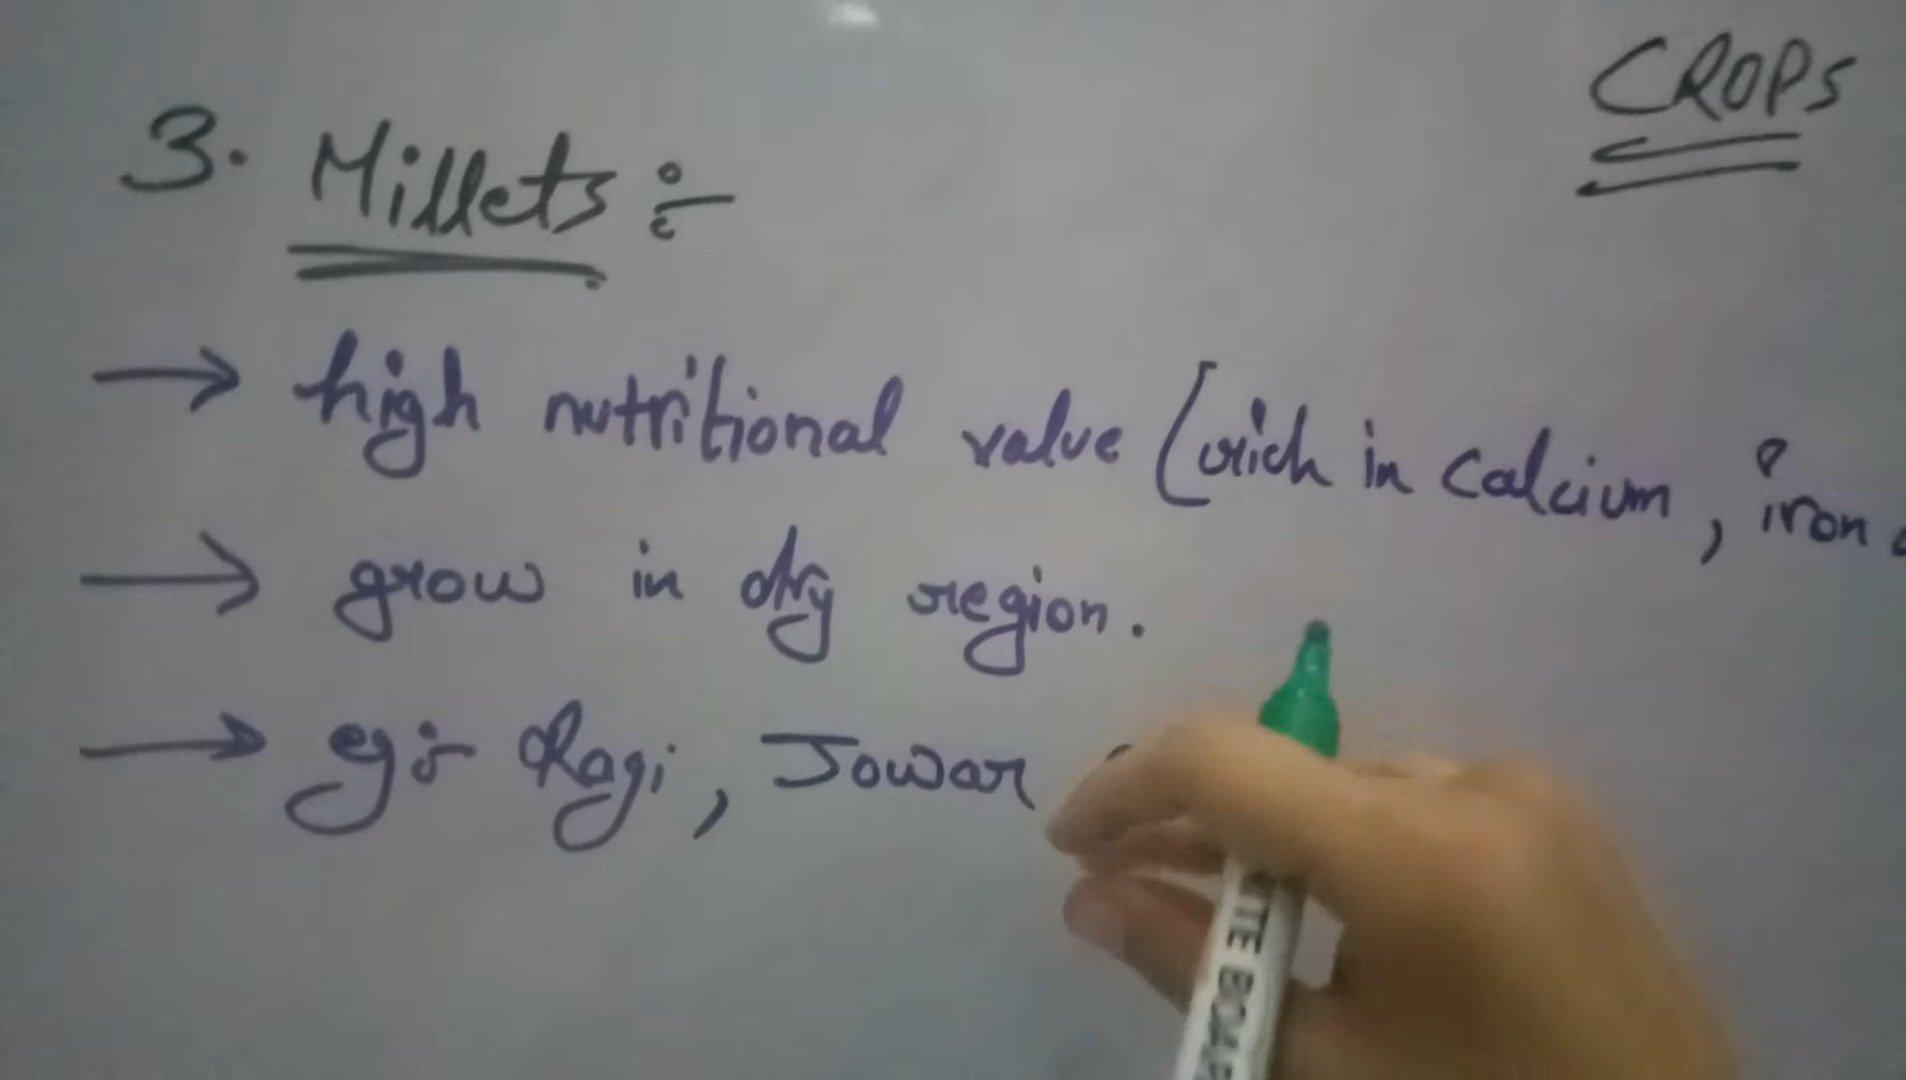 CROPS
3. Millets :-
→ high nutritional value (rich in Calcium, iron
→ grow in dry region.
→ eg:- Ragi, Jowar